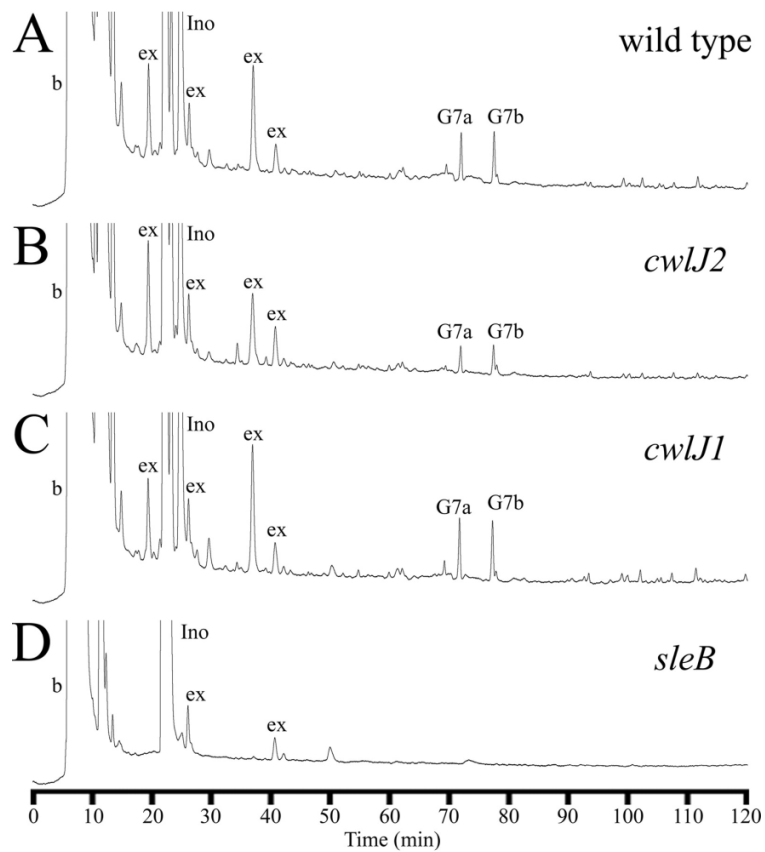 A wild type
b ex Ino ex ex ex G7a G7b
B cwlJ2
b ex Ino ex ex ex G7a G7b
C cwlJ1
b ex Ino ex ex ex G7a G7b
D sleB
b Ino ex ex
0 10 20 30 40 50 60 70 80 90 100 110 120
Time (min)